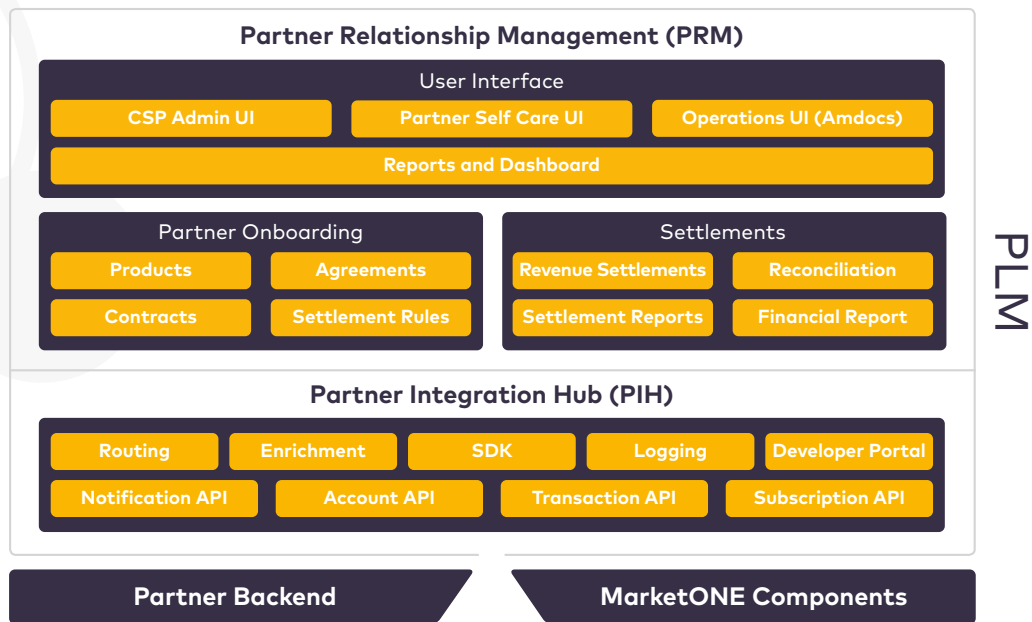 Partner Relationship Management (PRM)
User Interface
CSP Admin UI
Partner Self Care UI
Operations UI (Amdocs)
Reports and Dashboard
Partner Onboarding
Products
Agreements
Contracts
Settlement Rules
Settlements
Revenue Settlements
Reconciliation
Settlement Reports
Financial Report
PLM
Partner Integration Hub (PIH)
Routing
Enrichment
SDK
Logging
Developer Portal
Notification API
Account API
Transaction API
Subscription API
Partner Backend
MarketONE Components